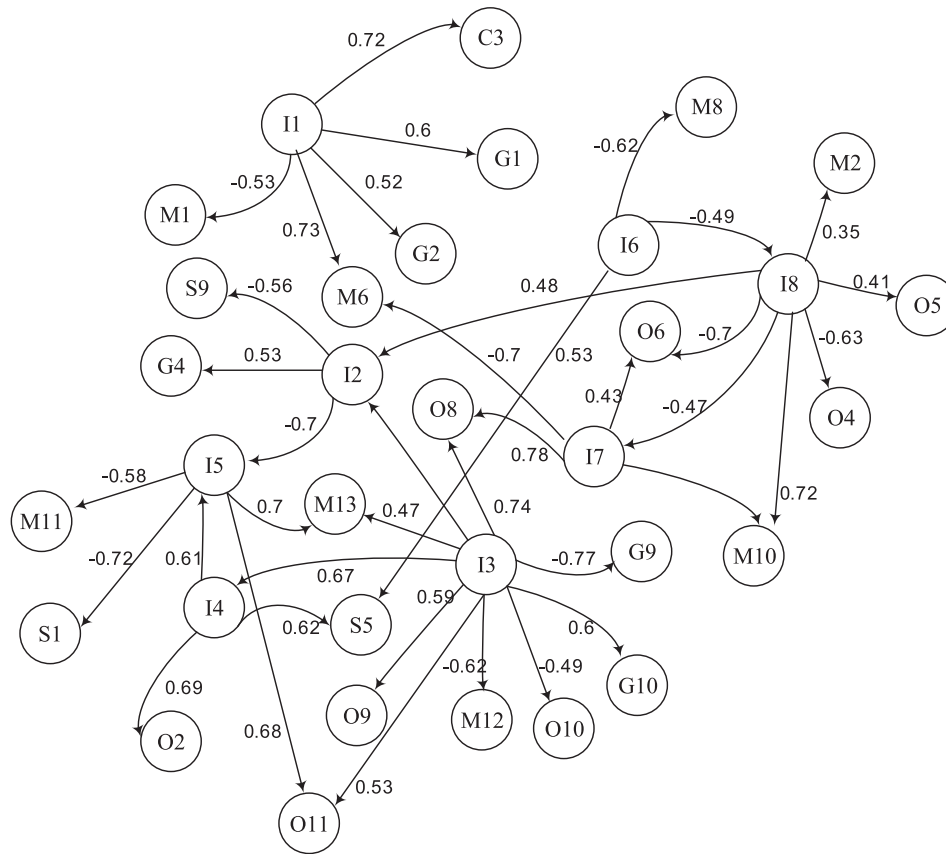 C3
0.72
M8
I1
0.6
-0.62
G1
M2
-0.53
0.52
M1
-0.49
0.73
G2
I6
0.35
S9
-0.56
M6
0.48
I8
0.41
O5
O6
-0.7
-0.63
G4
0.53
I2
-0.7
0.53
0.43
O8
-0.47
O4
-0.7
I5
0.78
I7
-0.58
M13
0.7
0.47
0.74
0.72
M11
G9
M10
-0.72
0.61
0.67
I3
-0.77
I4
0.59
S1
0.62
S5
0.6
-0.62
-0.49
G10
0.69
O9
M12
O10
O2
0.68
0.53
O11